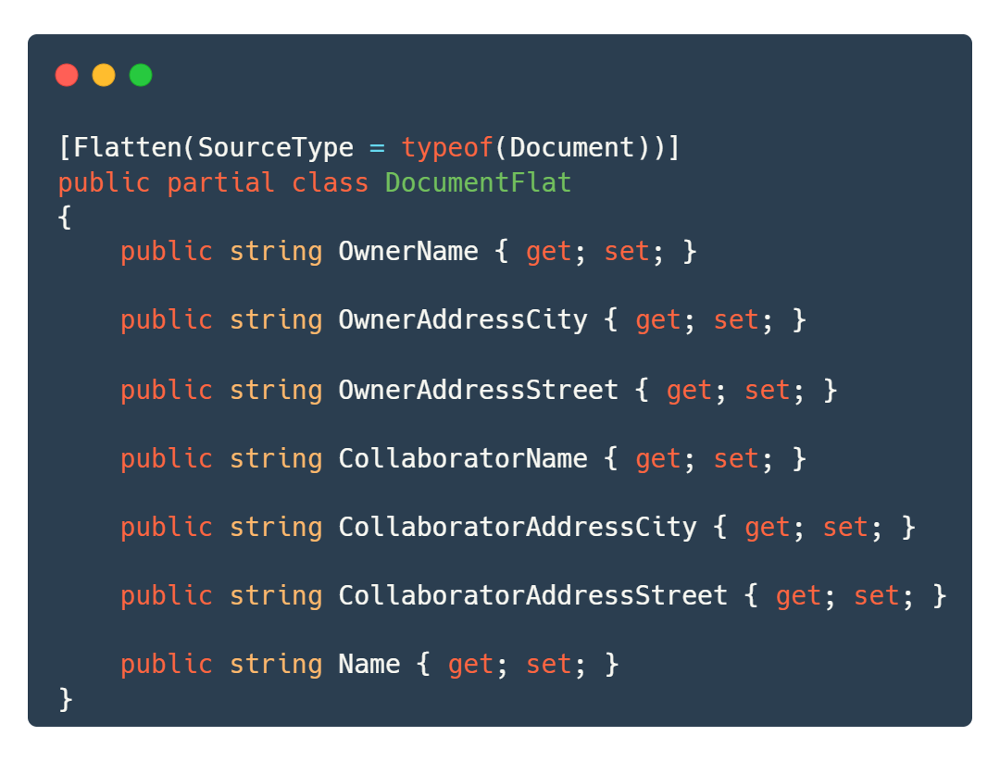 [Flatten(SourceType = typeof(Document))]
public partial class DocumentFlat
{
    public string OwnerName { get; set; }

    public string OwnerAddressCity { get; set; }

    public string OwnerAddressStreet { get; set; }

    public string CollaboratorName { get; set; }

    public string CollaboratorAddressCity { get; set; }

    public string CollaboratorAddressStreet { get; set; }

    public string Name { get; set; }
}